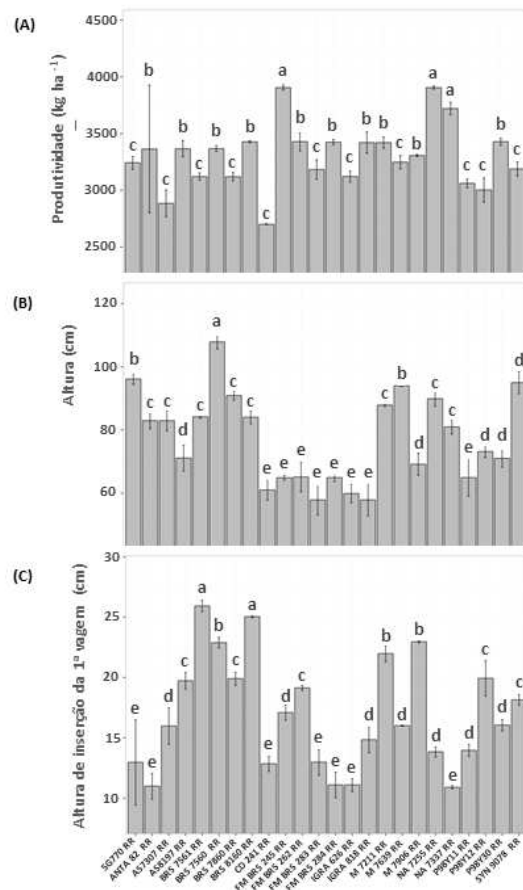 (A)
Produtividade (kg ha⁻¹)
4500
4000
3500
3000
2500
c b c b c b c b c a b c b c b b c b a a c c b c
(B)
Altura (cm)
120
100
80
60
b c c d c a c c e e e e e e e c b d c c e d d d
(C)
Altura de inserção da 1ª vagem (cm)
30
25
20
15
10
e e d c a b c a e d c e e e d b d b d e d b d c
5G770 RR
ANTA 82 RR
AS7307 RR
AS8197 RR
BRS 7561 RR
BRS 7560 RR
BRS 7860 RR
BRS 8160 RR
CD 241 RR
FM BRS 245 RR
FM BRS 262 RR
FM BRS 283 RR
FM BRS 284 RR
IGRA 626 RR
IGRA 818 RR
M 7211 RR
M 7639 RR
M 7906 RR
NA 7255 RR
NA 7337 RR
P98Y11 RR
P98Y12 RR
P98Y30 RR
SYN 9078 RR